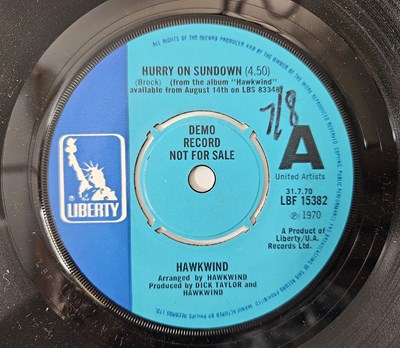 ALL RIGHTS OF THE RECORD PRODUCER AND OF THE OWNER OF THE
HURRY ON SUNDOWN (4.50)
(Brock) (from the album "Hawkwind"
available from August 14th on LBS 83348)
7/8
DEMO
RECORD
NOT FOR SALE
A
United Artists
31.7.70
LBF 15382
℗ 1970
LIBERTY
A Product of
Liberty/U.A.
Records Ltd.
HAWKWIND
Arranged by HAWKWIND
Produced by DICK TAYLOR and
HAWKWIND